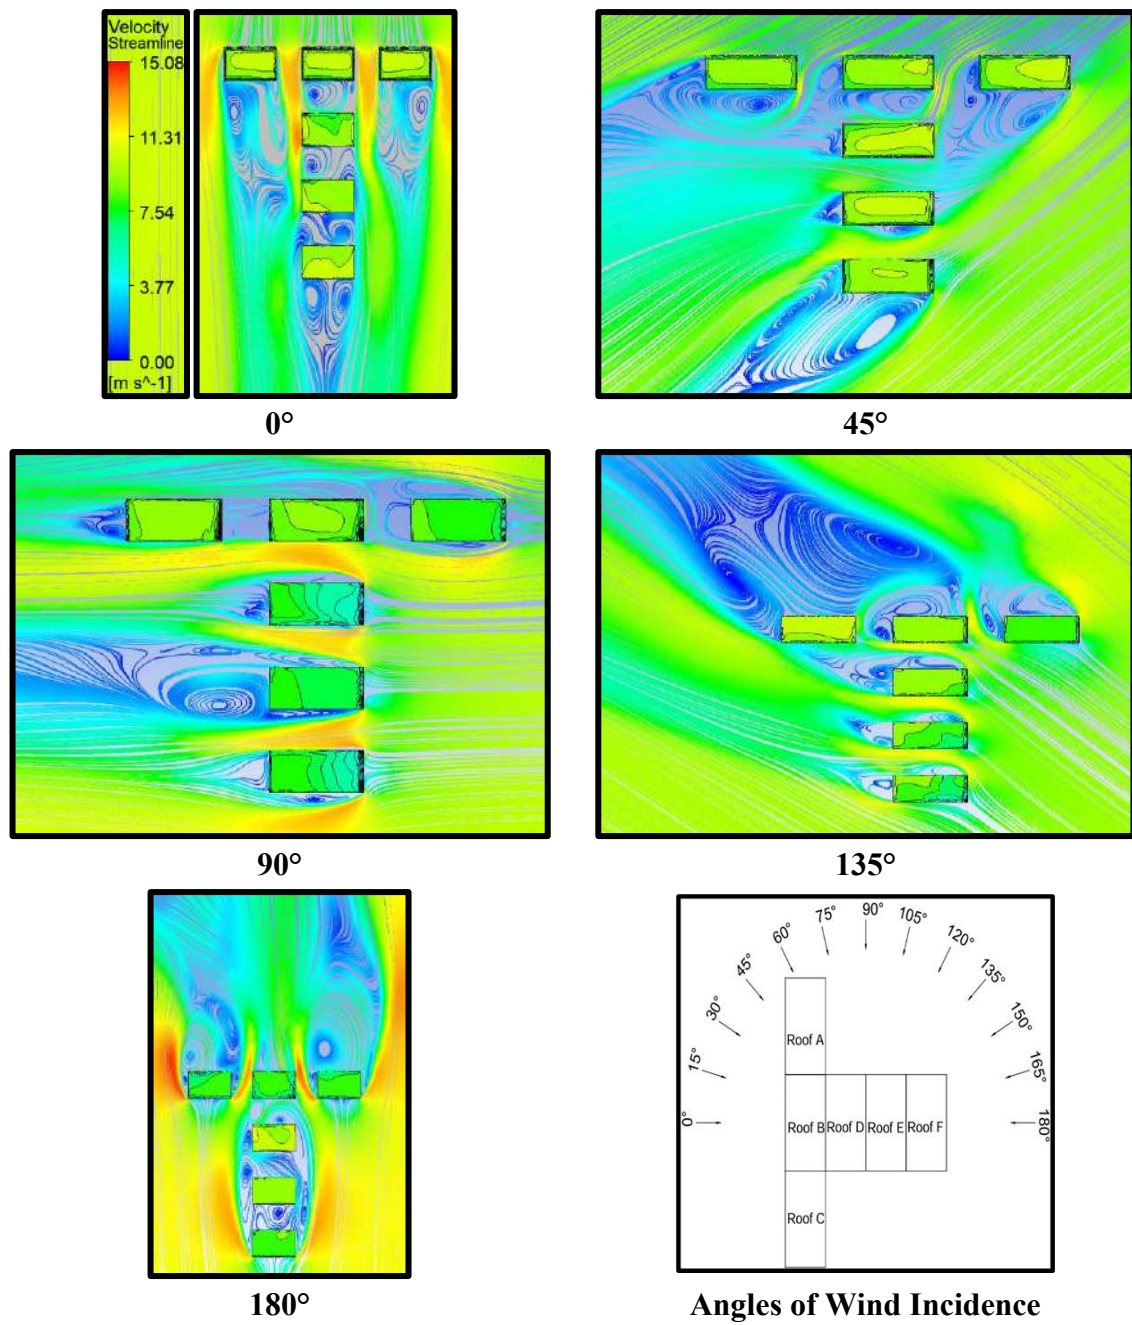 Velocity
Streamline
15.08
11.31
7.54
3.77
0.00
[m s^-1]
0°
45°
90°
135°
180°
0°
15°
30°
45°
60°
75°
90°
105°
120°
135°
150°
165°
180°
Roof A
Roof B
Roof D
Roof E
Roof F
Roof C
Angles of Wind Incidence